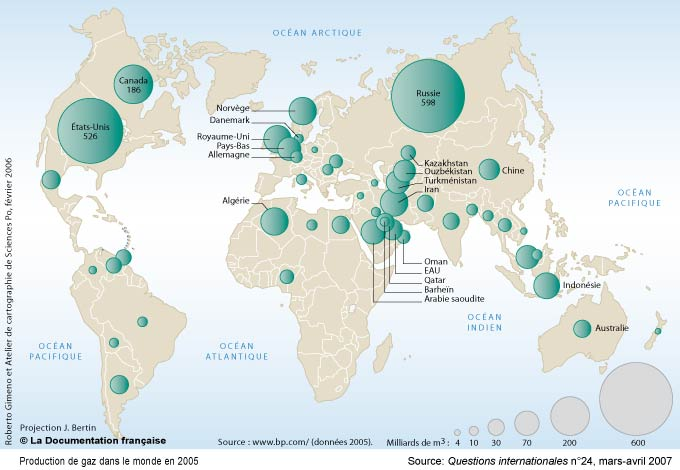 OCÉAN ARCTIQUE
Canada
186
Russie
598
États-Unis
526
Norvège
Danemark
Royaume-Uni
Pays-Bas
Allemagne
Kazakhstan
Ouzbékistan
Turkménistan
Iran
Chine
Algérie
OCÉAN
PACIFIQUE
Oman
EAU
Qatar
Barheïn
Arabie saoudite
Indonésie
OCÉAN
INDIEN
Australie
OCÉAN
PACIFIQUE
OCÉAN
ATLANTIQUE
Roberto Gimeno et Atelier de cartographie de Sciences Po, février 2006
Projection J. Bertin
© La Documentation française
Source : www.bp.com/ (données 2005).
Milliards de m³ : 4 10 30 70 200 600
Production de gaz dans le monde en 2005
Source: Questions internationales n°24, mars-avril 2007